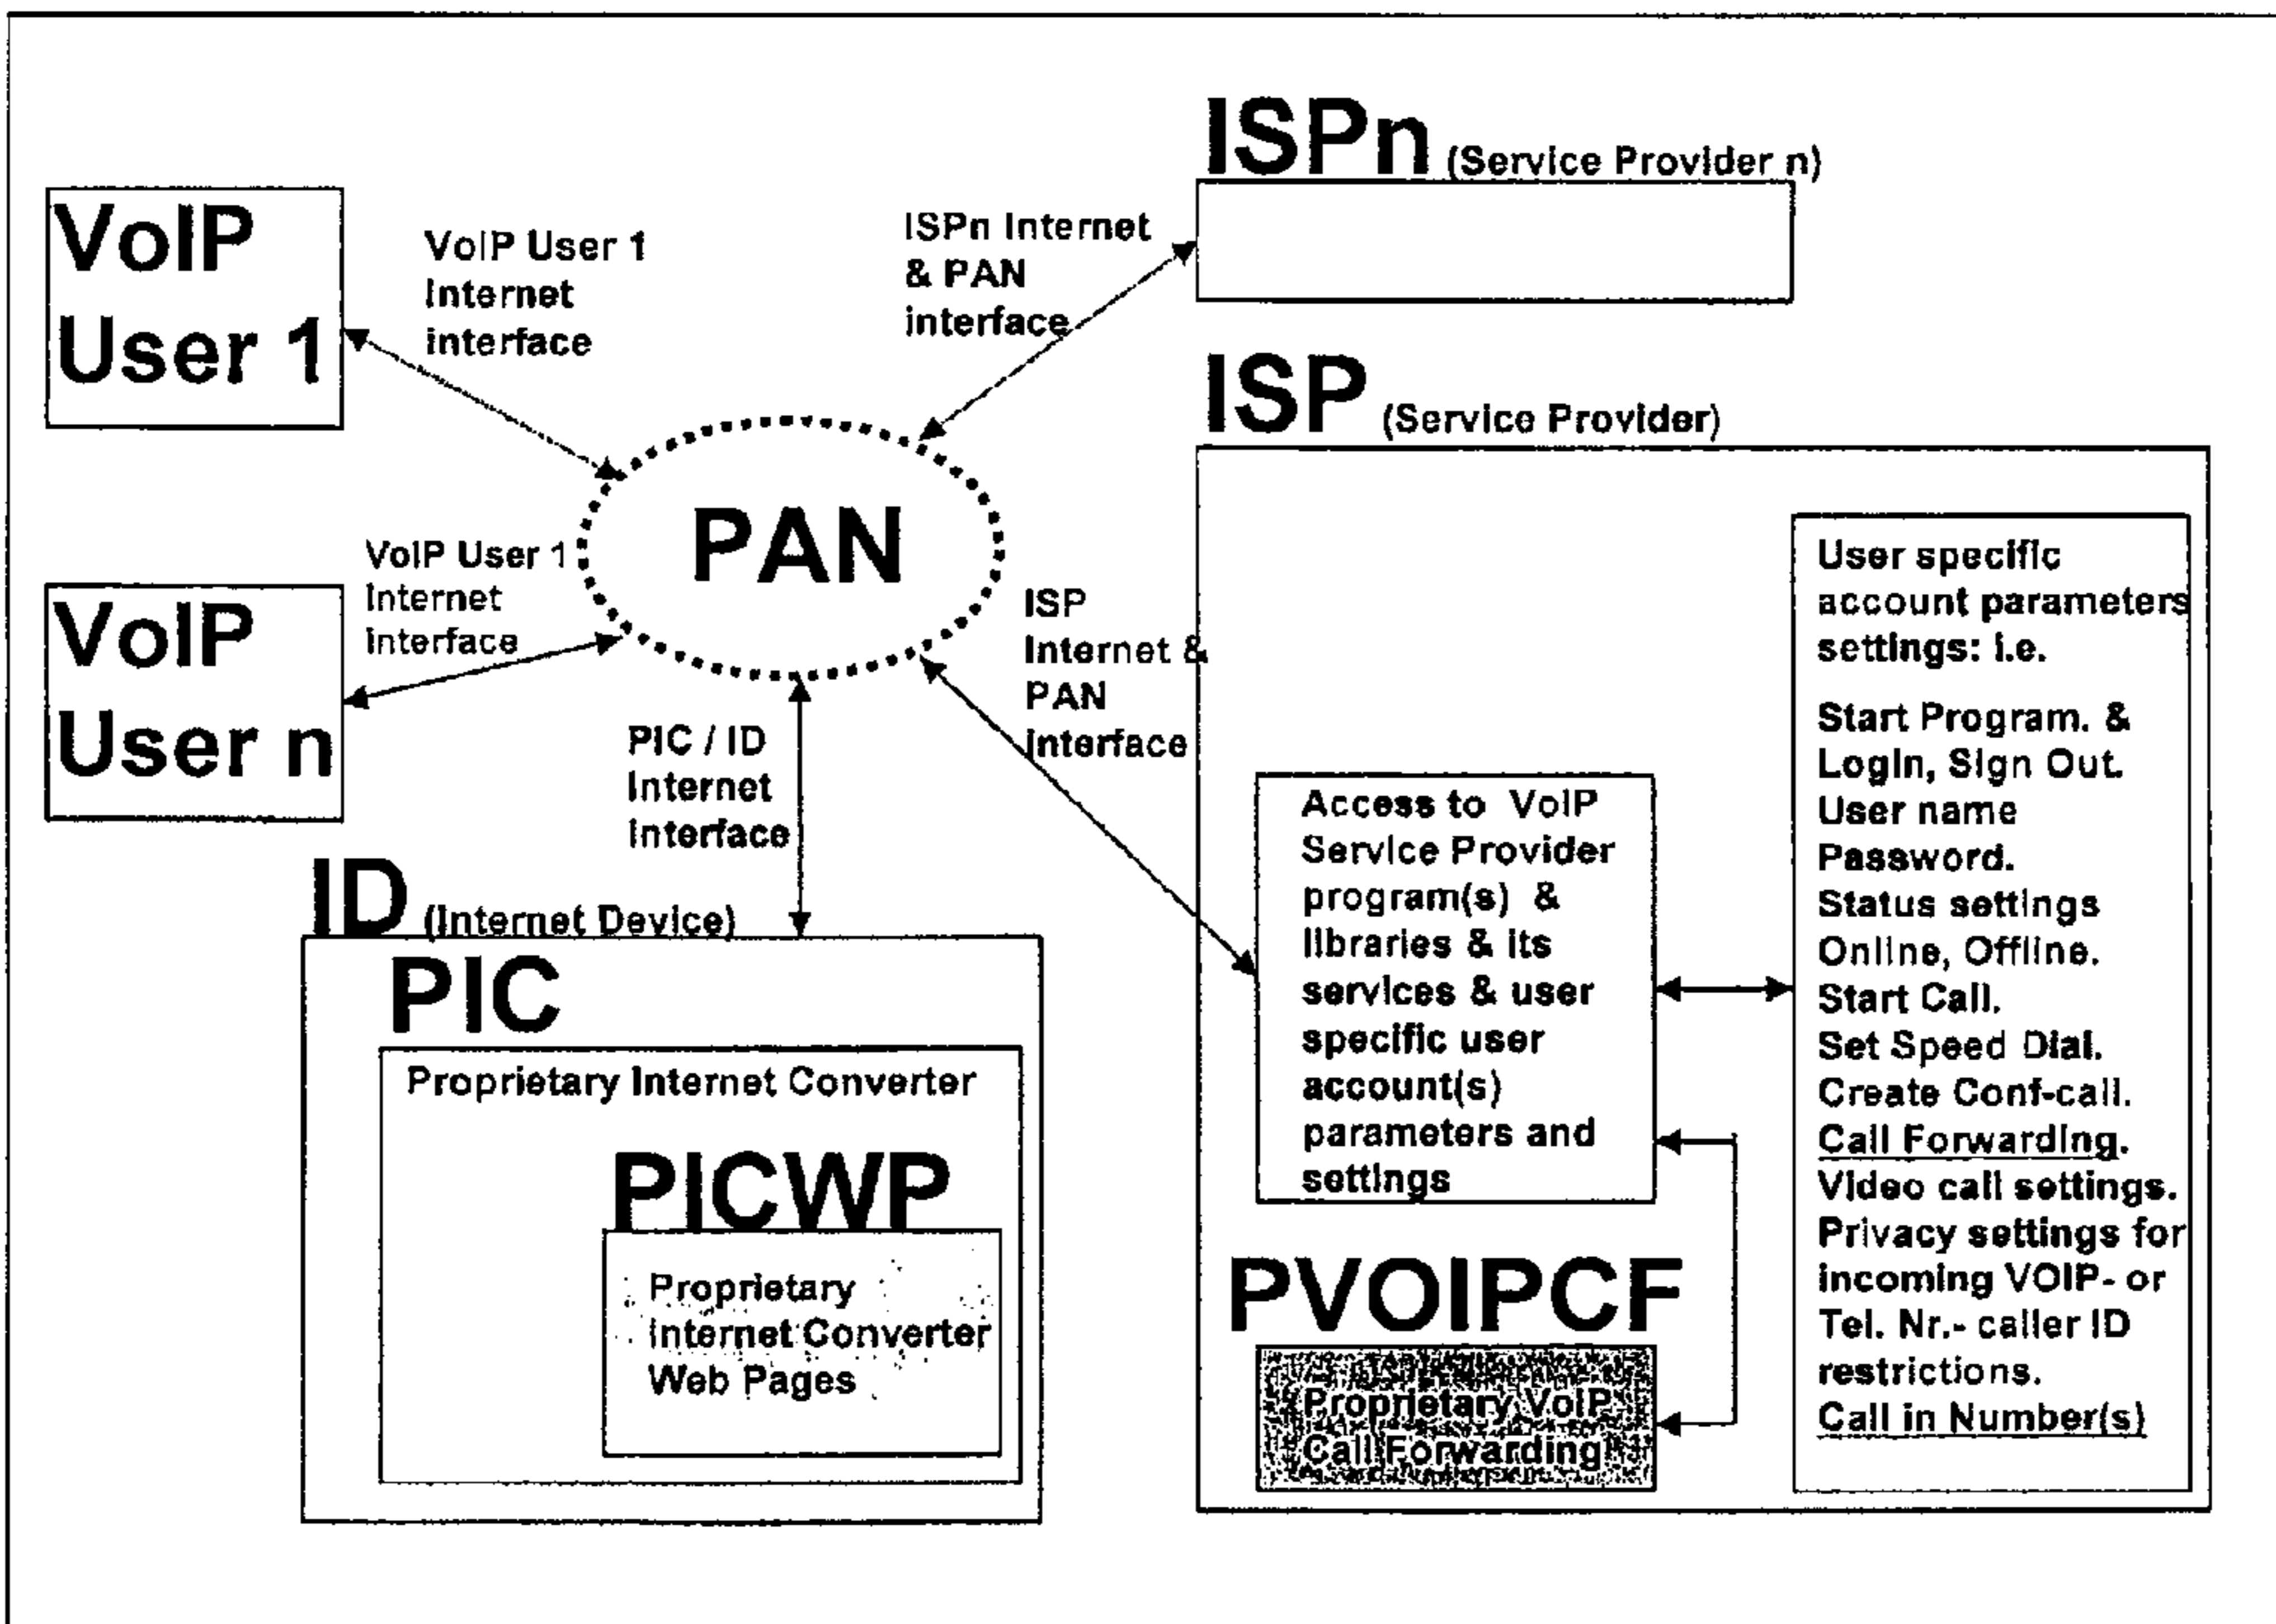 ISPn (Service Provider n)
VoIP
User 1
VoIP User 1
Internet
interface
ISPn Internet
& PAN
interface
ISP (Service Provider)
PAN
VoIP
User n
VoIP User 1
Internet
Interface
ISP
Internet &
PAN
Interface
PIC / ID
Internet
Interface
ID (Internet Device)
PIC
Proprietary Internet Converter
PICWP
Proprietary
Internet Converter
Web Pages
Access to VoIP
Service Provider
program(s) &
libraries & its
services & user
specific user
account(s)
parameters and
settings
PVOIPCF
Proprietary VoIP
Call Forwarding
User specific
account parameters
settings: i.e.
Start Program. &
Login, Sign Out.
User name
Password.
Status settings
Online, Offline.
Start Call.
Set Speed Dial.
Create Conf-call.
Call Forwarding.
Video call settings.
Privacy settings for
incoming VOIP- or
Tel. Nr.- caller ID
restrictions.
Call in Number(s)